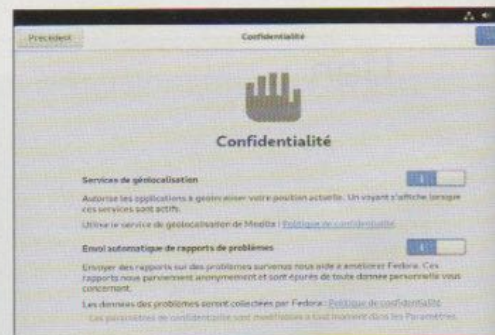 Précédent
Confidentialité
Confidentialité
Services de géolocalisation
Autorise les applications à géolocaliser votre position actuelle. Un voyant s'affiche lorsque
ces services sont actifs.
Utilise le service de géolocalisation de Mozilla : Politique de confidentialité
Envoi automatique de rapports de problèmes
Envoyer des rapports sur des problèmes survenus nous aide à améliorer Fedora. Ces
rapports nous parviennent anonymement et sont épurés de toute donnée personnelle vous
concernant.
Les données des problèmes seront collectées par Fedora : Politique de confidentialité
Les paramètres de confidentialité sont modifiables à tout moment dans les Paramètres.